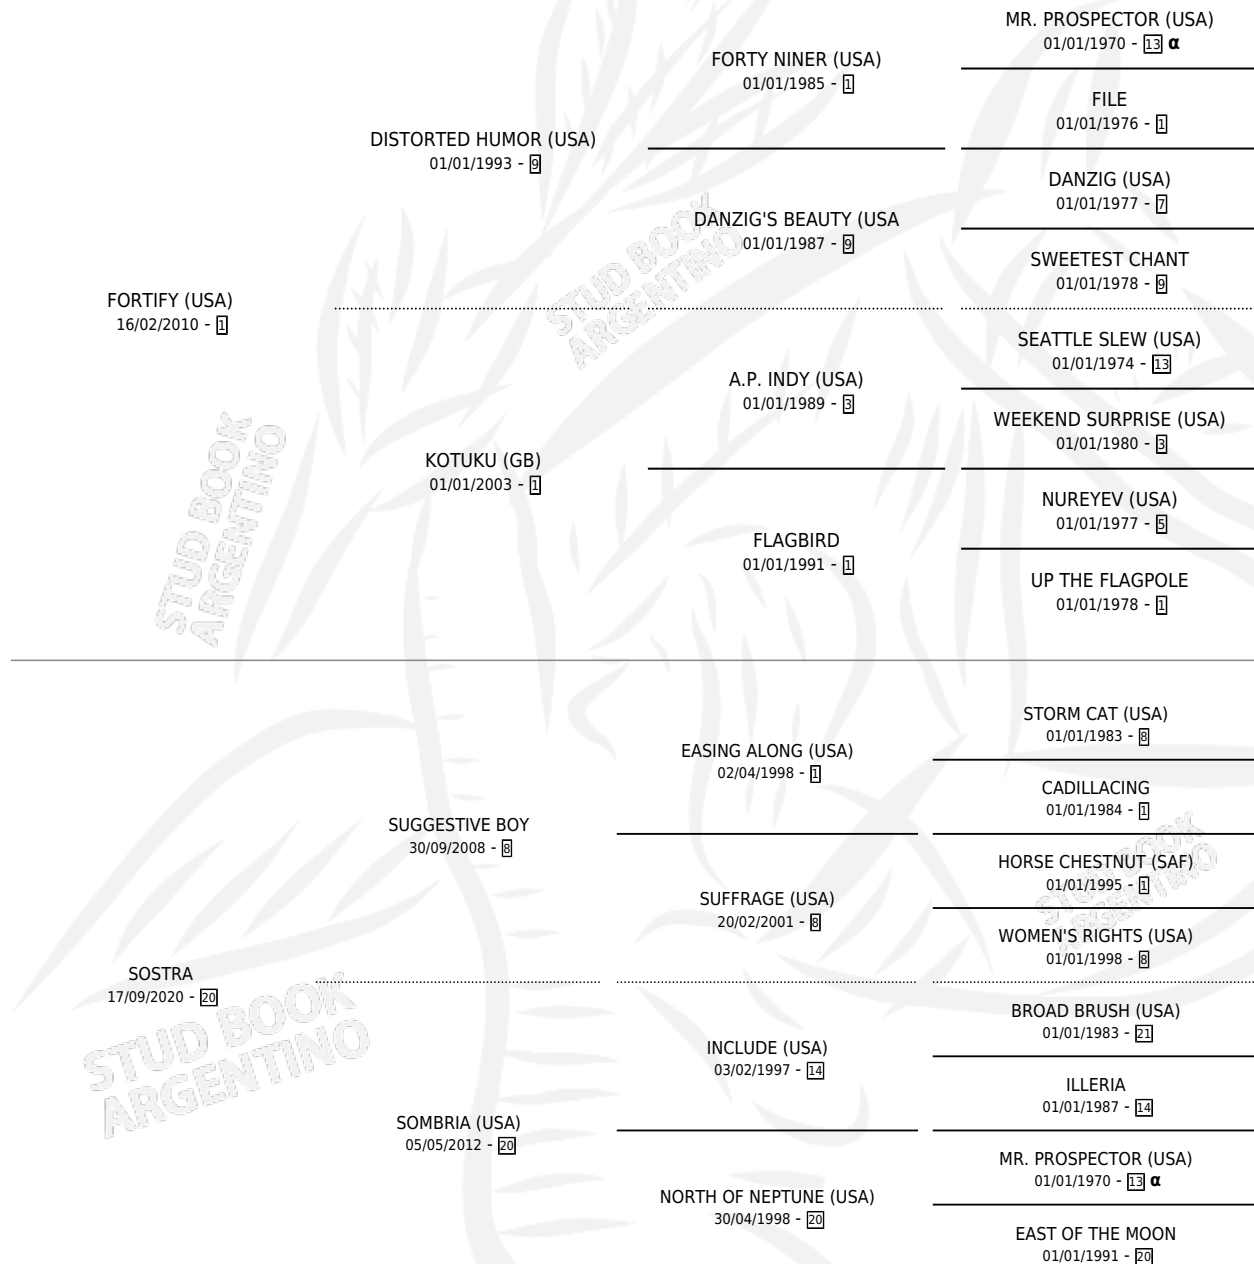 MR. PROSPECTOR (USA)
01/01/1970 - 13 α
FORTY NINER (USA)
01/01/1985 - 1
FILE
01/01/1976 - 1
DISTORTED HUMOR (USA)
01/01/1993 - 9
DANZIG (USA)
01/01/1977 - 7
DANZIG'S BEAUTY (USA
01/01/1987 - 9
SWEETEST CHANT
01/01/1978 - 9
FORTIFY (USA)
16/02/2010 - 1
SEATTLE SLEW (USA)
01/01/1974 - 13
A.P. INDY (USA)
01/01/1989 - 3
WEEKEND SURPRISE (USA)
01/01/1980 - 3
KOTUKU (GB)
01/01/2003 - 1
NUREYEV (USA)
01/01/1977 - 5
FLAGBIRD
01/01/1991 - 1
UP THE FLAGPOLE
01/01/1978 - 1
STORM CAT (USA)
01/01/1983 - 8
EASING ALONG (USA)
02/04/1998 - 1
CADILLACING
01/01/1984 - 1
SUGGESTIVE BOY
30/09/2008 - 8
HORSE CHESTNUT (SAF)
01/01/1995 - 1
SUFFRAGE (USA)
20/02/2001 - 8
WOMEN'S RIGHTS (USA)
01/01/1998 - 8
SOSTRA
17/09/2020 - 20
BROAD BRUSH (USA)
01/01/1983 - 21
INCLUDE (USA)
03/02/1997 - 14
ILLERIA
01/01/1987 - 14
SOMBRIA (USA)
05/05/2012 - 20
MR. PROSPECTOR (USA)
01/01/1970 - 13 α
NORTH OF NEPTUNE (USA)
30/04/1998 - 20
EAST OF THE MOON
01/01/1991 - 20
STUD BOOK
ARGENTINO
STUD BOOK
ARGENTINO
STUD BOOK
ARGENTINO
STUD BOOK
ARGENTINO